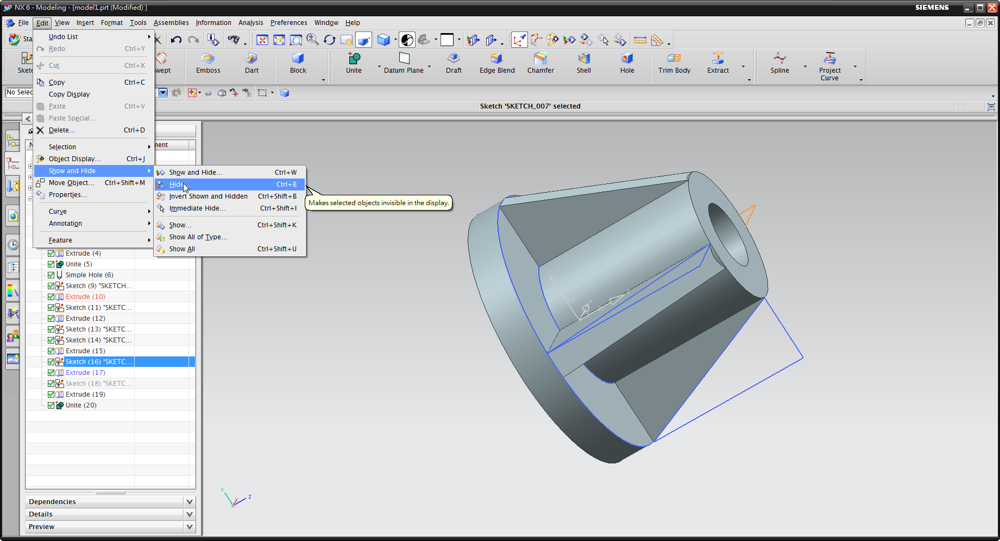 NX 6 - Modeling - [model1.prt (Modified) ]
SIEMENS
File Edit View Insert Format Tools Assemblies Information Analysis Preferences Window Help
Undo List
Redo Ctrl+Y
Cut Ctrl+X
Copy Ctrl+C
Copy Display
Paste Ctrl+V
Paste Special...
Delete... Ctrl+D
Selection
Object Display... Ctrl+J
Show and Hide
Move Object... Ctrl+Shift+M
Properties...
Curve
Annotation
Feature
Show and Hide... Ctrl+W
Hide... Ctrl+B
Invert Shown and Hidden Ctrl+Shift+B
Immediate Hide... Ctrl+Shift+I
Show... Ctrl+Shift+K
Show All of Type...
Show All Ctrl+Shift+U
Makes selected objects invisible in the display.
Sta
Sketc
wept
Emboss
Dart
Block
Unite
Datum Plane
Draft
Edge Blend
Chamfer
Shell
Hole
Trim Body
Extract
Spline
Project
Curve
No Selec
Sketch 'SKETCH_007' selected
N
ment
Extrude (4)
Unite (5)
Simple Hole (6)
Sketch (9) "SKETCH...
Extrude (10)
Sketch (11) "SKETC...
Extrude (12)
Sketch (13) "SKETC...
Sketch (14) "SKETC...
Extrude (15)
Sketch (16) "SKETC...
Extrude (17)
Sketch (18) "SKETC...
Extrude (19)
Unite (20)
Dependencies
Details
Preview
Y
YC
X
Y
X
Z